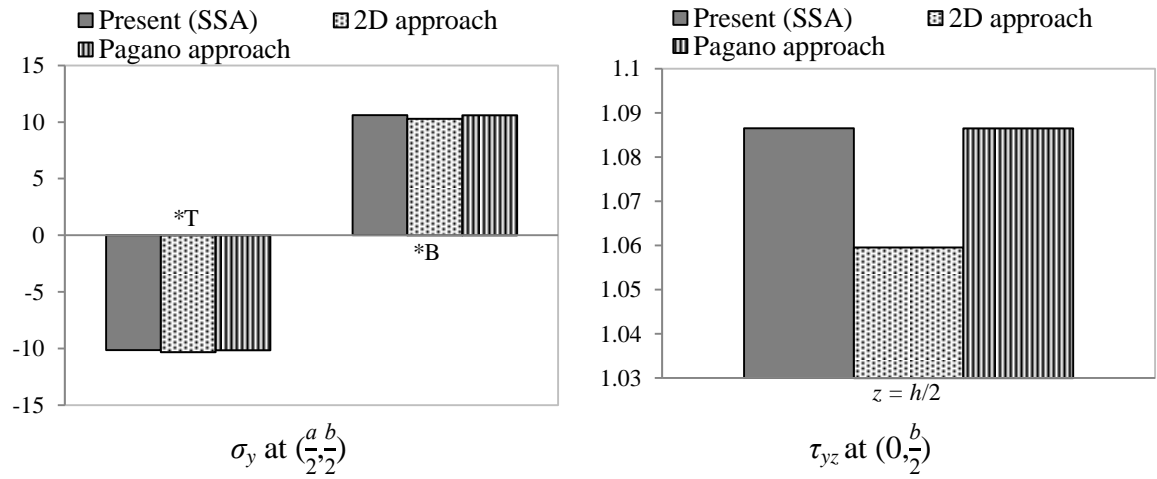 Present (SSA) 2D approach
Pagano approach
15
10
5
0
-5
-10
-15
*T
*B
σy at (a/2,b/2)
Present (SSA) 2D approach
Pagano approach
1.1
1.09
1.08
1.07
1.06
1.05
1.04
1.03
z = h/2
τyz at (0,b/2)